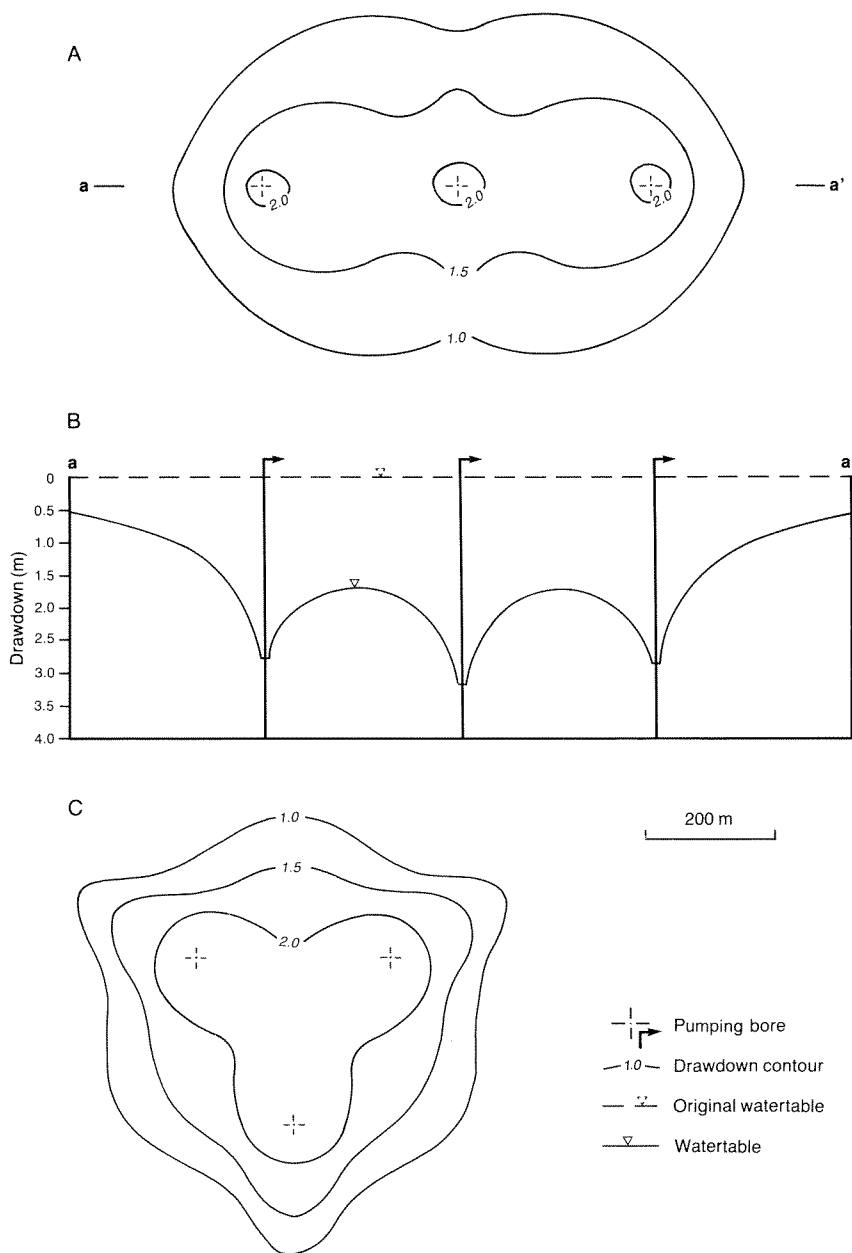 A
a
a'
2.0
2.0
2.0
1.5
1.0
B
a
a
0
0.5
1.0
1.5
2.0
2.5
3.0
3.5
4.0
Drawdown (m)
C
1.0
200 m
1.5
2.0
Pumping bore
1.0 Drawdown contour
Original watertable
Watertable